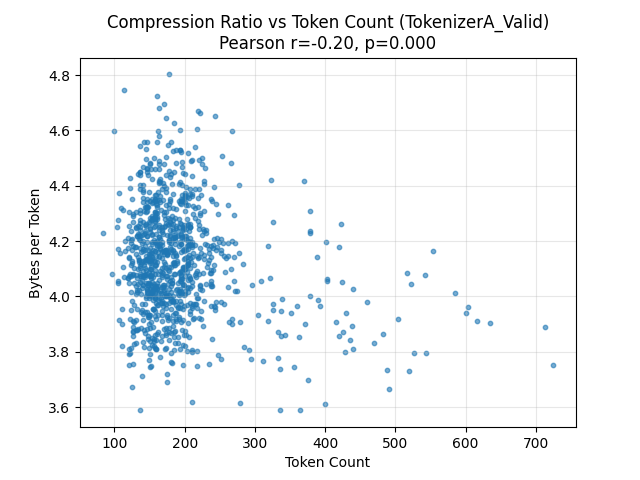 Compression Ratio vs Token Count (TokenizerA_Valid)
Pearson r=-0.20, p=0.000
4.8
4.6
4.4
4.2
4.0
3.8
3.6
Bytes per Token
100 200 300 400 500 600 700
Token Count